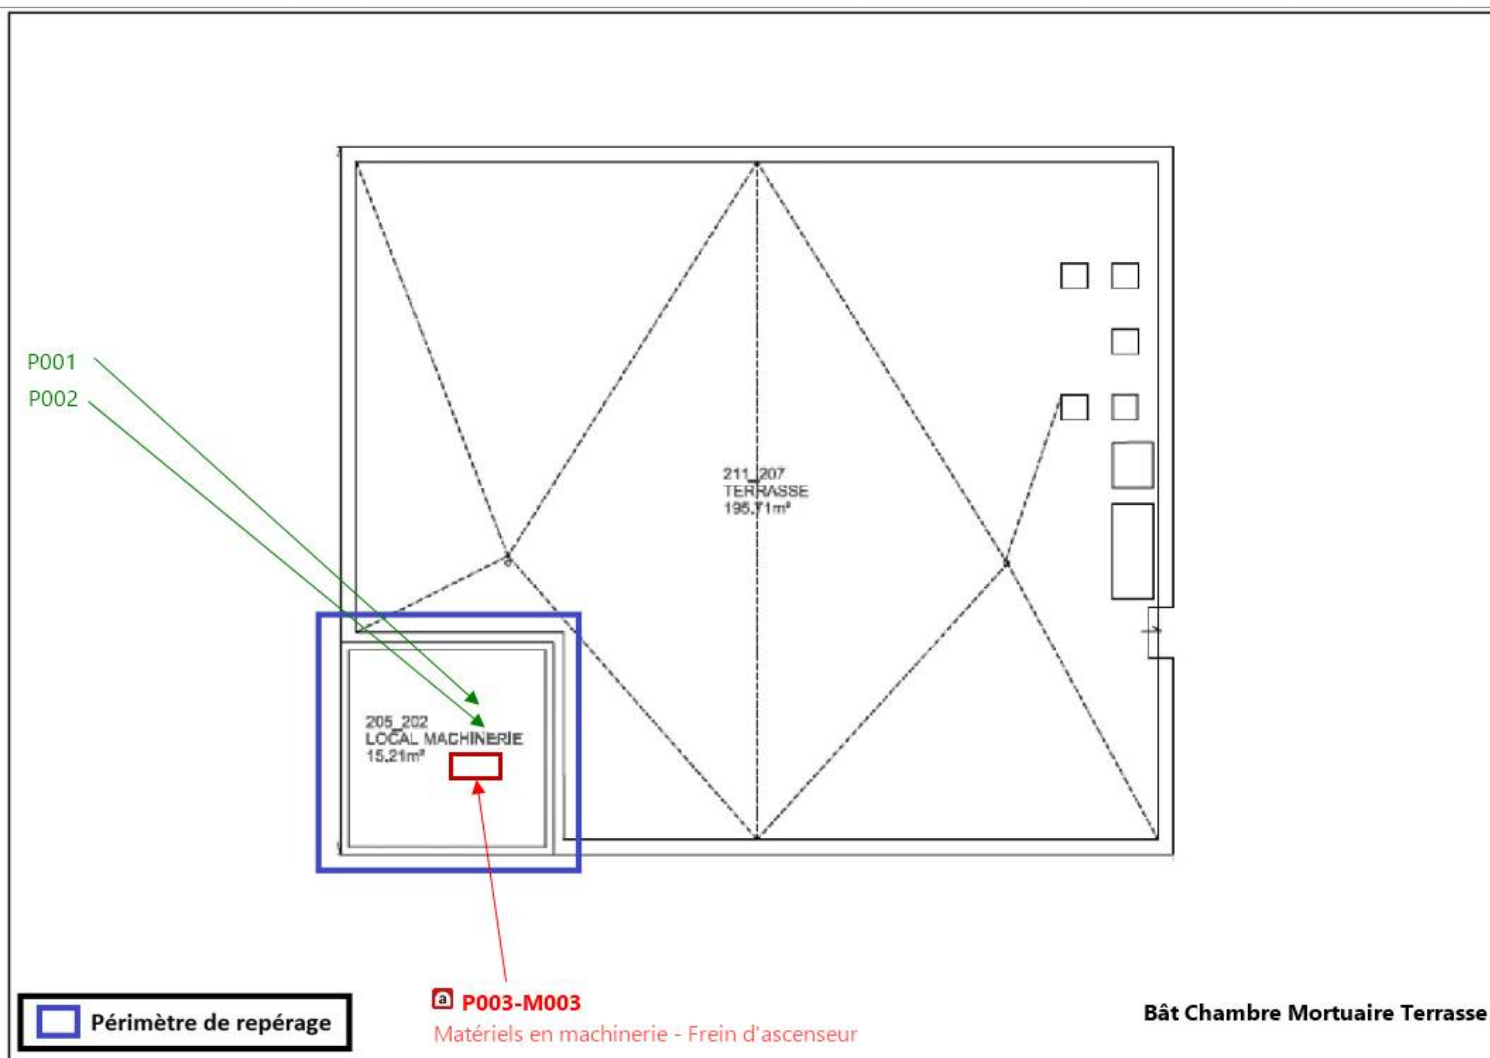 P001
P002
211_207
TERRASSE
195.71m²
205_202
LOCAL MACHINERIE
15.21m²
a P003-M003
Matériels en machinerie - Frein d'ascenseur
Périmètre de repérage
Bât Chambre Mortuaire Terrasse